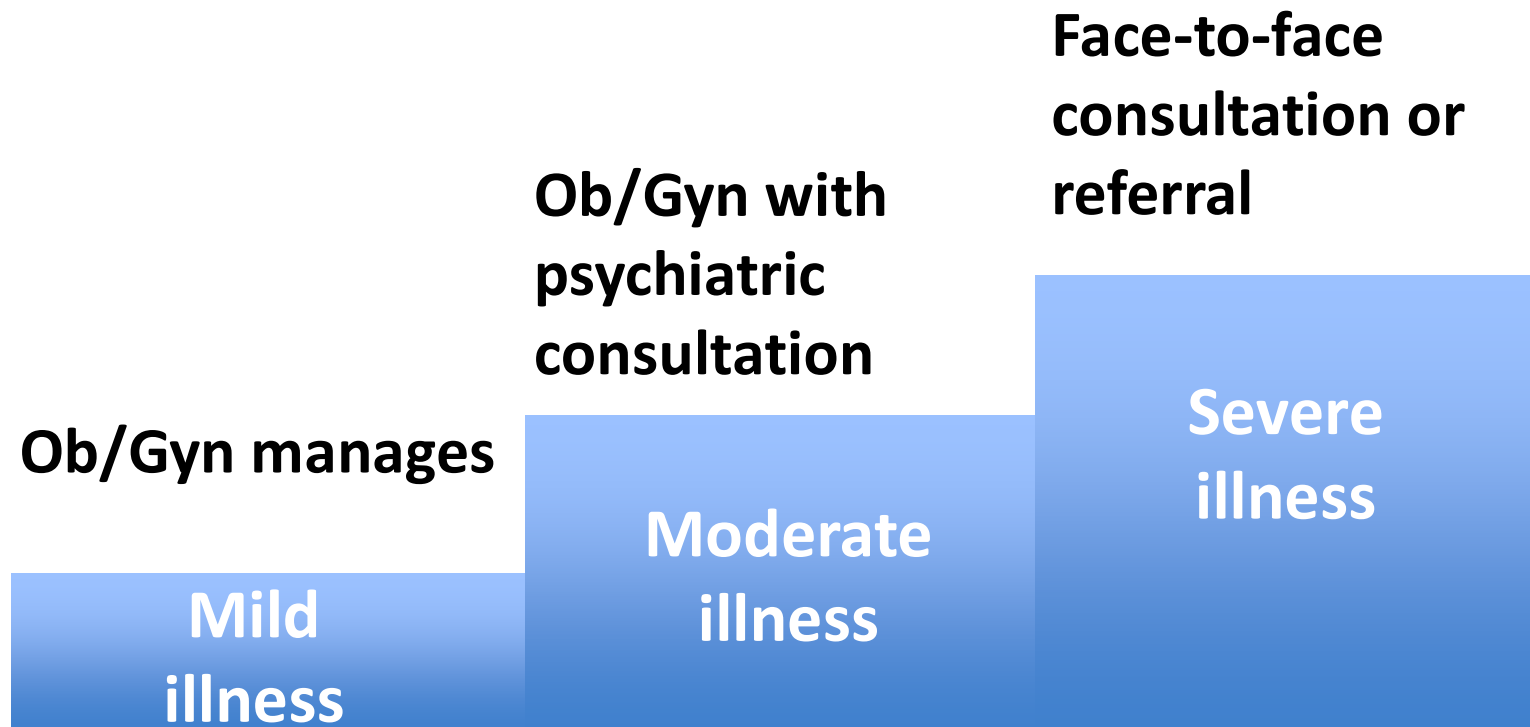 Ob/Gyn manages
Mild
illness
Ob/Gyn with
psychiatric
consultation
Moderate
illness
Face-to-face
consultation or
referral
Severe
illness